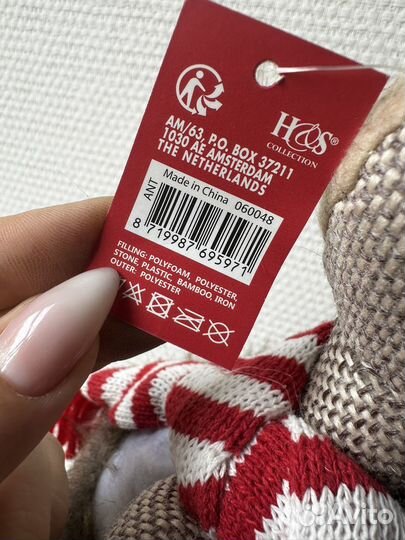 H&S®
COLLECTION
AM/63, P.O. BOX 37211
1030 AE AMSTERDAM
THE NETHERLANDS
ANT
Made in China 060048
8 719987 695971
FILLING: POLYFOAM, POLYESTER,
STONE, PLASTIC, BAMBOO, IRON
OUTER: POLYESTER
Avito